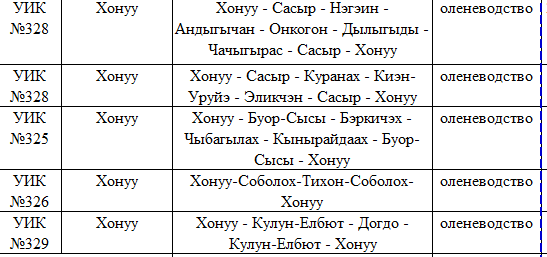 УИК Хонуу Хонуу - Сасыр - Нэгэин - оленеводство
№328 Андыгычан - Онкогон - Дылыгыды -
Чачыгырас - Сасыр - Хонуу
УИК Хонуу Хонуу - Сасыр - Куранах - Киэн- оленеводство
№328 Уруйэ - Эликчэн - Сасыр - Хонуу
УИК Хонуу Хонуу - Буор-Сысы - Бэркичэх - оленеводство
№325 Чыбагылах - Кынырайдаах - Буор-
Сысы - Хонуу
УИК Хонуу Хонуу-Соболох-Тихон-Соболох- оленеводство
№326 Хонуу
УИК Хонуу Хонуу - Кулун-Елбют - Догдо - оленеводство
№329 Кулун-Елбют - Хонуу